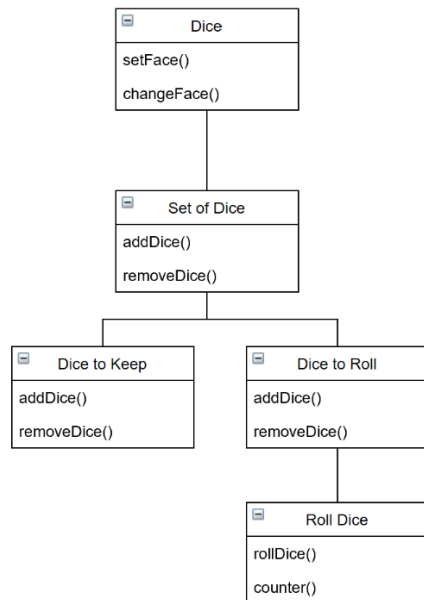 Dice
setFace()
changeFace()
Set of Dice
addDice()
removeDice()
Dice to Keep
addDice()
removeDice()
Dice to Roll
addDice()
removeDice()
Roll Dice
rollDice()
counter()